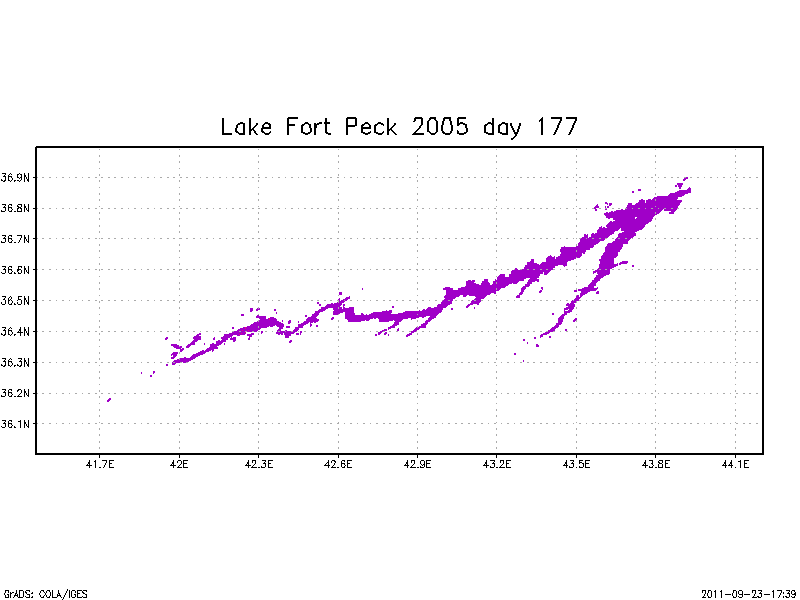 Lake Fort Peck 2005 day 177
36.9N
36.8N
36.7N
36.6N
36.5N
36.4N
36.3N
36.2N
36.1N
41.7E 42E 42.3E 42.6E 42.9E 43.2E 43.5E 43.8E 44.1E
GrADS: COLA/IGES 2011-09-23-17:39